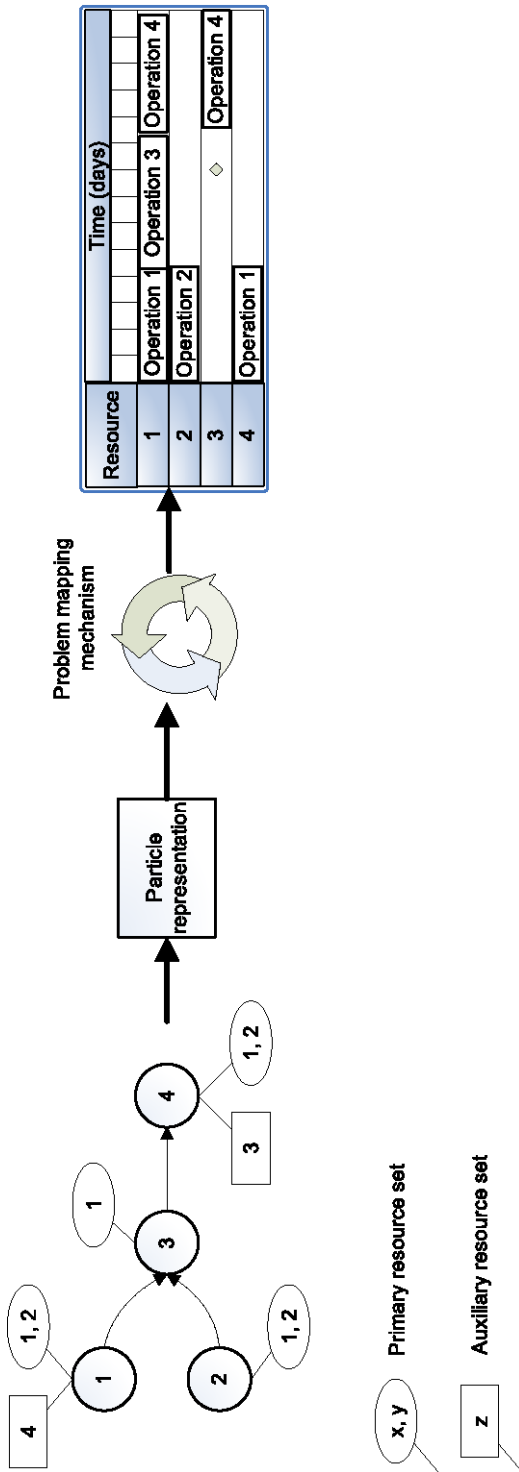 4
1, 2
1
2
1, 2
1
3
4
3
1, 2
x, y
Primary resource set
z
Auxiliary resource set
Particle
representation
Problem mapping
mechanism
Resource
Time (days)
1
Operation 1
Operation 3
Operation 4
2
Operation 2
3
Operation 4
4
Operation 1